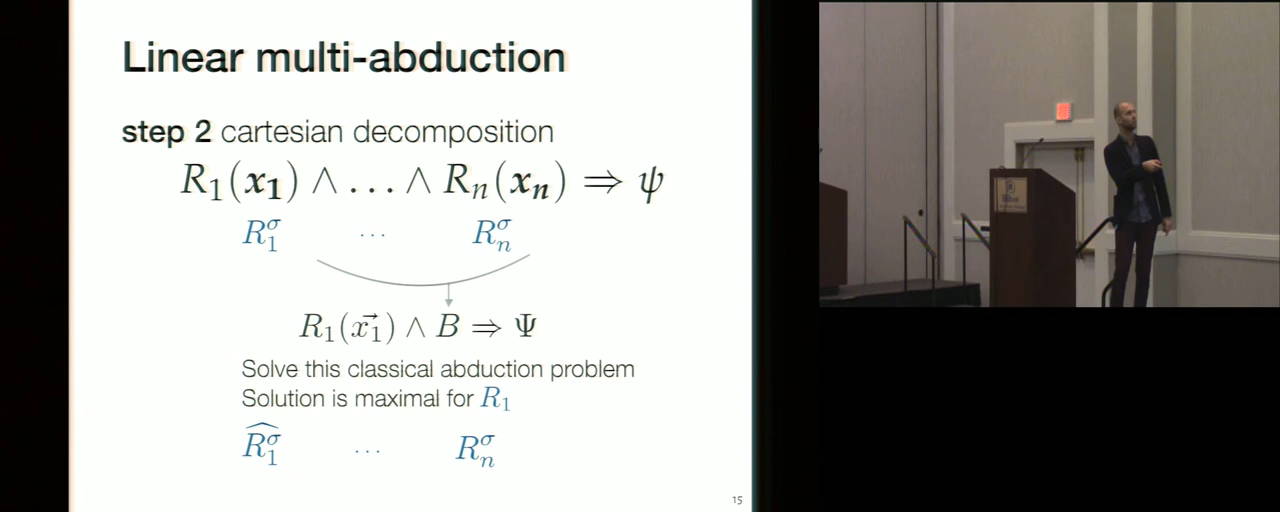 Linear multi-abduction
step 2 cartesian decomposition
R₁(x₁) ∧ … ∧ Rₙ(xₙ) ⇒ ψ
R₁^σ … Rₙ^σ
R₁(x⃗₁) ∧ B ⇒ Ψ
Solve this classical abduction problem
Solution is maximal for R₁
R̂₁^σ … Rₙ^σ
15